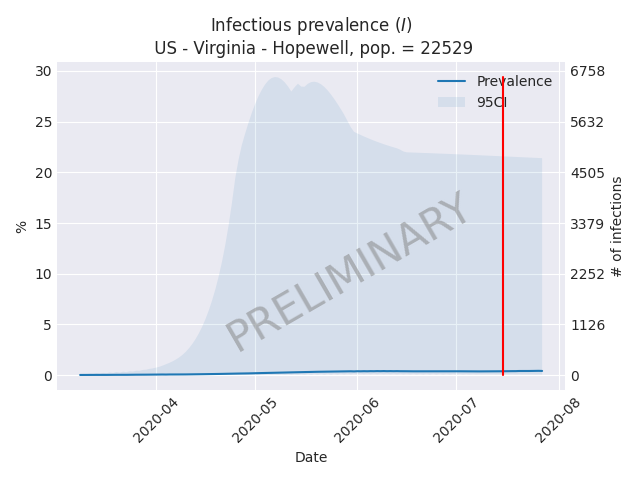 Infectious prevalence (I)
US - Virginia - Hopewell, pop. = 22529
30
25
20
15
10
5
0
%
6758
5632
4505
3379
2252
1126
0
# of infections
Prevalence
95CI
PRELIMINARY
2020-04
2020-05
2020-06
2020-07
2020-08
Date